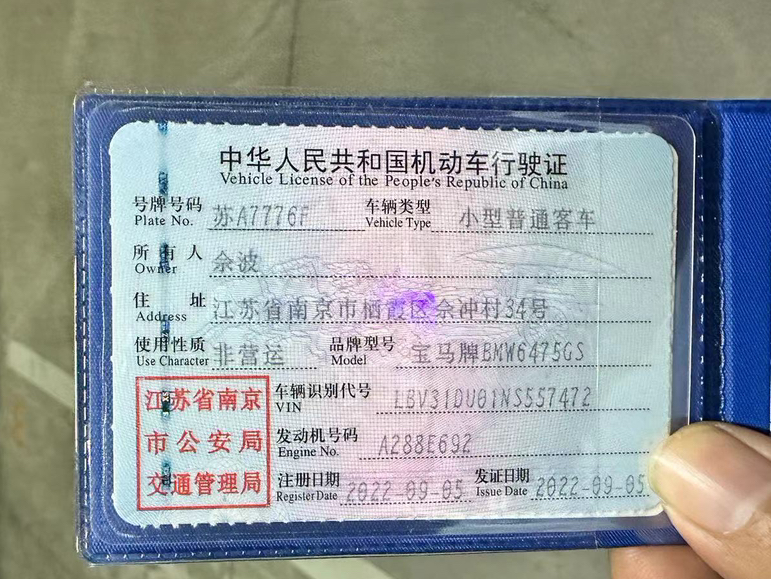 中华人民共和国机动车行驶证
Vehicle License of the People's Republic of China
号牌号码 苏A7776F 车辆类型 小型普通客车
Plate No. Vehicle Type
所有人 佘波
Owner
住址 江苏省南京市栖霞区佘冲村34号
Address
使用性质 非营运 品牌型号 宝马牌BMW6475GS
Use Character Model
江苏省南京
市公安局
交通管理局
车辆识别代号 LBV31DU01NS557472
VIN
发动机号码 A288E692
Engine No.
注册日期 2022-09-05 发证日期 2022-09-05
Register Date Issue Date